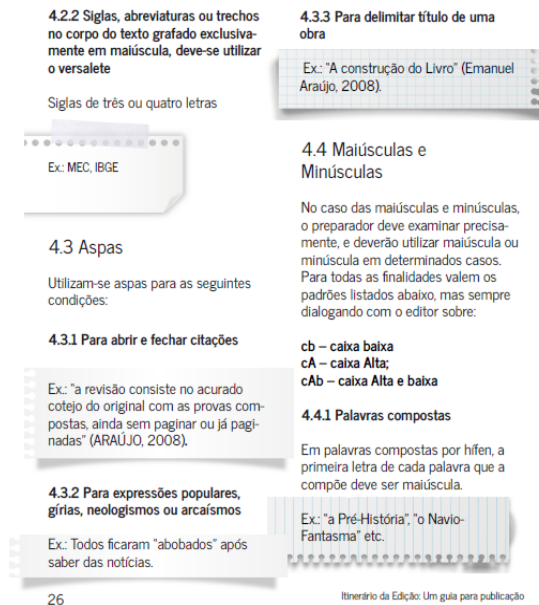 4.2.2 Siglas, abreviaturas ou trechos
no corpo do texto grafado exclusiva-
mente em maiúscula, deve-se utilizar
o versalete
Siglas de três ou quatro letras
Ex.: MEC, IBGE
4.3 Aspas
Utilizam-se aspas para as seguintes
condições:
4.3.1 Para abrir e fechar citações
Ex.: "a revisão consiste no acurado
cotejo do original com as provas com-
postas, ainda sem paginar ou já pagi-
nadas" (ARAÚJO, 2008).
4.3.2 Para expressões populares,
gírias, neologismos ou arcaísmos
Ex.: Todos ficaram "abobados" após
saber das notícias.
26
4.3.3 Para delimitar título de uma
obra
Ex.: "A construção do Livro" (Emanuel
Araújo, 2008).
4.4 Maiúsculas e
Minúsculas
No caso das maiúsculas e minúsculas,
o preparador deve examinar precisa-
mente, e deverão utilizar maiúscula ou
minúscula em determinados casos.
Para todas as finalidades valem os
padrões listados abaixo, mas sempre
dialogando com o editor sobre:
cb – caixa baixa
cA – caixa Alta;
cAb – caixa Alta e baixa
4.4.1 Palavras compostas
Em palavras compostas por hífen, a
primeira letra de cada palavra que a
compõe deve ser maiúscula.
Ex.: "a Pré-História", "o Navio-
Fantasma" etc.
Itinerário da Edição: Um guia para publicação